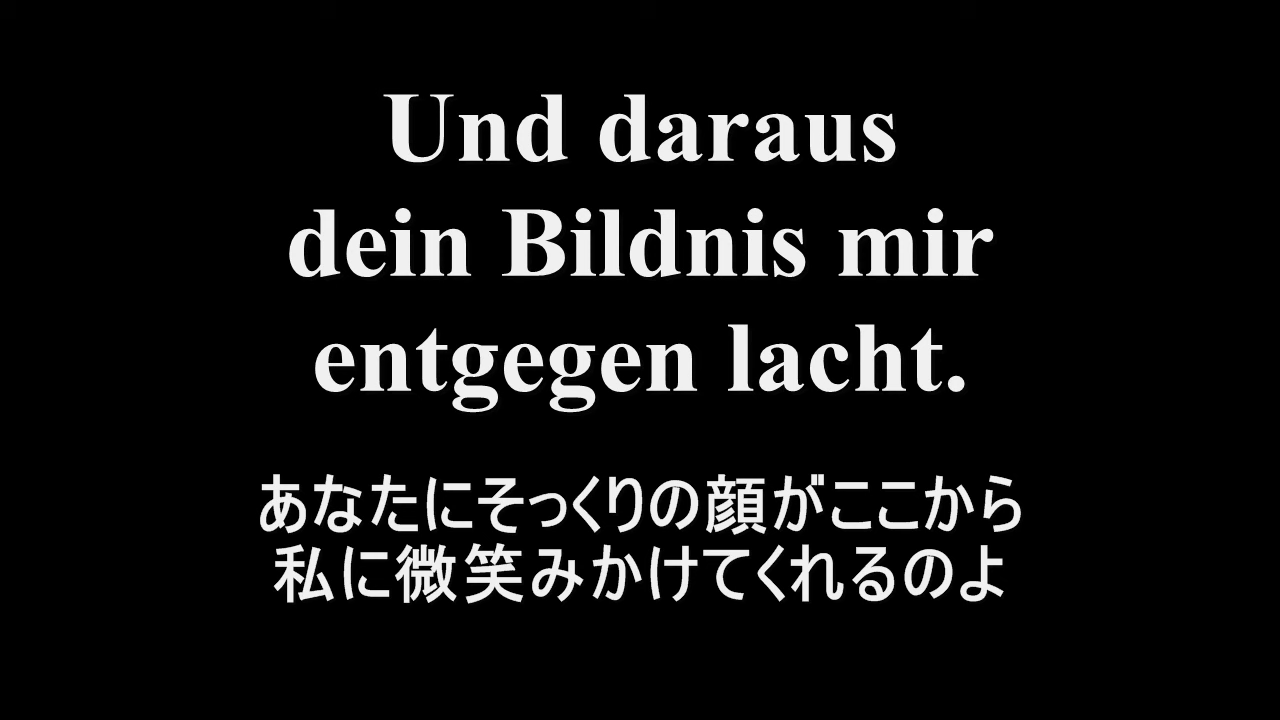 Und daraus
dein Bildnis mir
entgegen lacht.
あなたにそっくりの顔がここから
私に微笑みかけてくれるのよ